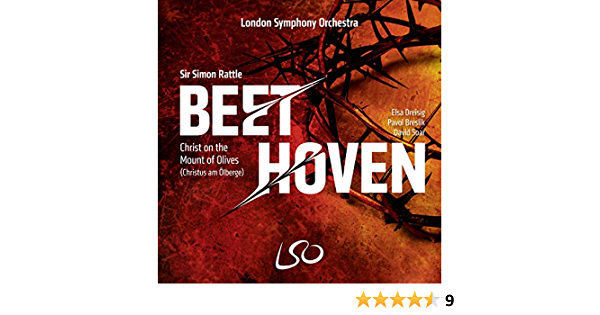 London Symphony Orchestra
Sir Simon Rattle
BEET
HOVEN
Elsa Dreisig
Pavol Breslik
David Soar
Christ on the
Mount of Olives
(Christus am Ölberge)
LSO
9